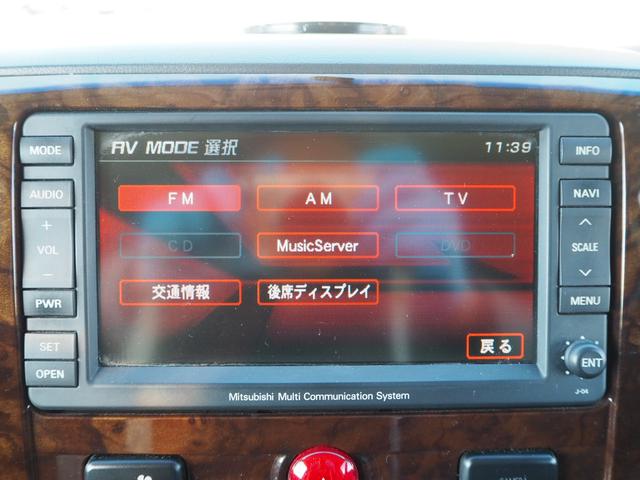 AV MODE 選択 11:39
MODE
INFO
AUDIO
FM AM TV
NAVI
+
VOL
−
CD MusicServer DVD
SCALE
PWR
交通情報 後席ディスプレイ
MENU
SET
戻る
OPEN
ENT
J-04
Mitsubishi Multi Communication System